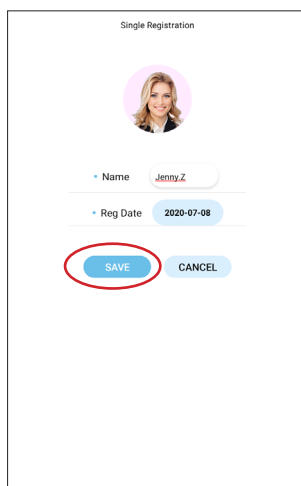 Single Registration
• Name Jenny.Z
• Reg Date 2020-07-08
SAVE CANCEL